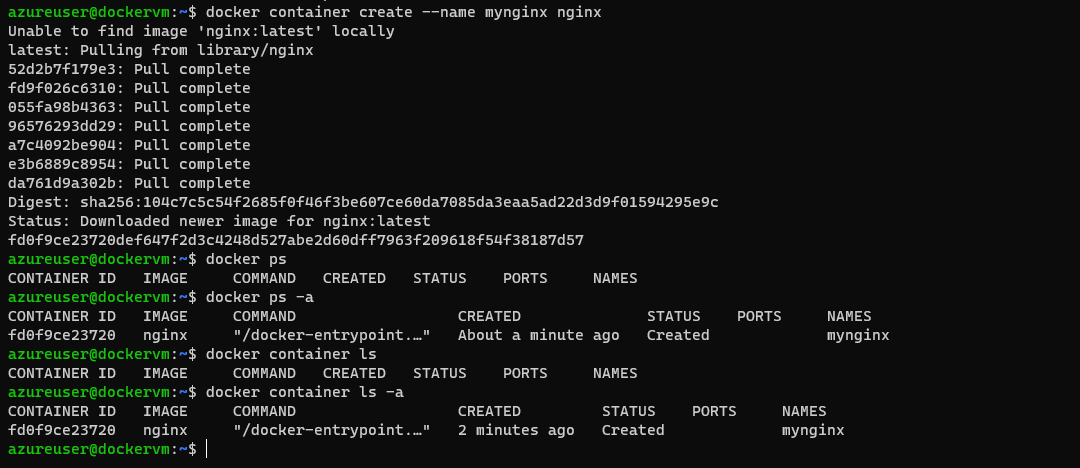 azureuser@dockervm:~$ docker container create --name mynginx nginx
Unable to find image 'nginx:latest' locally
latest: Pulling from library/nginx
52d2b7f179e3: Pull complete
fd9f026c6310: Pull complete
055fa98b4363: Pull complete
96576293dd29: Pull complete
a7c4092be904: Pull complete
e3b6889c8954: Pull complete
da761d9a302b: Pull complete
Digest: sha256:104c7c5c54f2685f0f46f3be607ce60da7085da3eaa5ad22d3d9f01594295e9c
Status: Downloaded newer image for nginx:latest
fd0f9ce23720def647f2d3c4248d527abe2d60dff7963f209618f54f38187d57
azureuser@dockervm:~$ docker ps
CONTAINER ID   IMAGE     COMMAND   CREATED   STATUS    PORTS     NAMES
azureuser@dockervm:~$ docker ps -a
CONTAINER ID   IMAGE     COMMAND                  CREATED              STATUS    PORTS     NAMES
fd0f9ce23720   nginx     "/docker-entrypoint.…"   About a minute ago   Created             mynginx
azureuser@dockervm:~$ docker container ls
CONTAINER ID   IMAGE     COMMAND   CREATED   STATUS    PORTS     NAMES
azureuser@dockervm:~$ docker container ls -a
CONTAINER ID   IMAGE     COMMAND                  CREATED         STATUS    PORTS     NAMES
fd0f9ce23720   nginx     "/docker-entrypoint.…"   2 minutes ago   Created             mynginx
azureuser@dockervm:~$